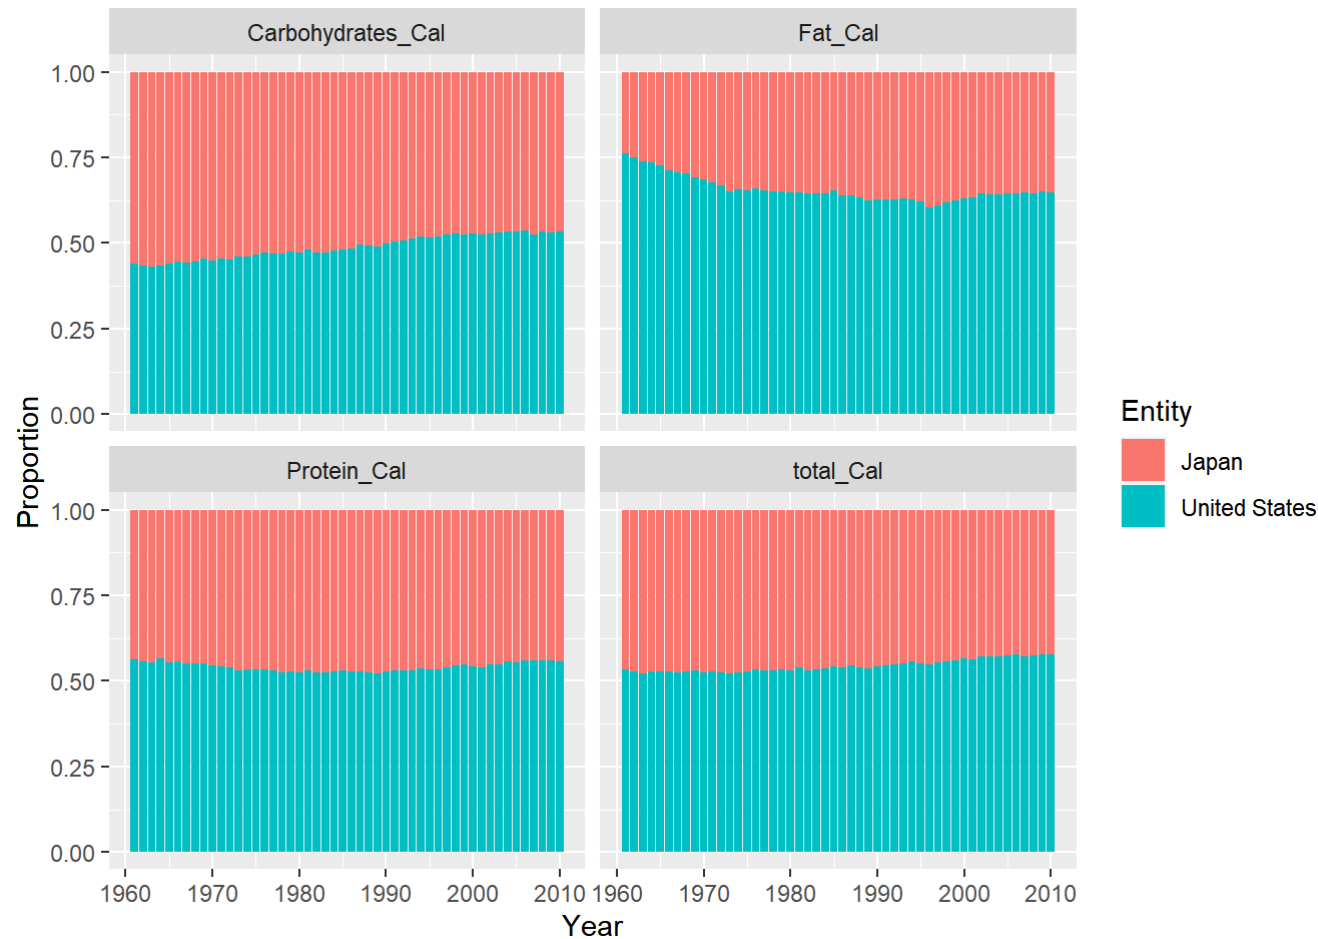 Carbohydrates_Cal
Fat_Cal
1.00
0.75
0.50
0.25
0.00
Protein_Cal
total_Cal
1.00
0.75
0.50
0.25
0.00
1960 1970 1980 1990 2000 2010
1960 1970 1980 1990 2000 2010
Year
Proportion
Entity
Japan
United States